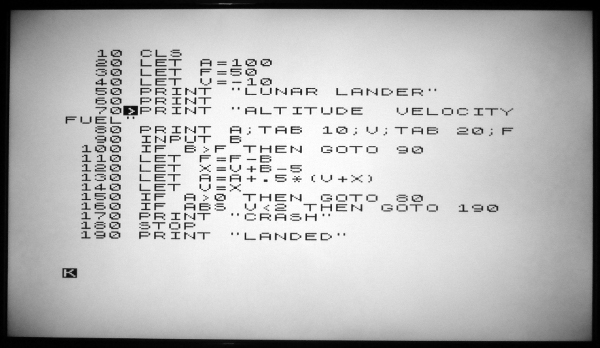 10 CLS
20 LET A=100
30 LET F=50
40 LET V=-10
50 PRINT "LUNAR LANDER"
60 PRINT
70>PRINT "ALTITUDE VELOCITY
FUEL"
80 PRINT A;TAB 10;V;TAB 20;F
90 INPUT B
100 IF B>F THEN GOTO 90
110 LET F=F-B
120 LET X=V+B-5
130 LET A=A+.5*(V+X)
140 LET V=X
150 IF A>0 THEN GOTO 80
160 IF ABS V<2 THEN GOTO 190
170 PRINT "CRASH"
180 STOP
190 PRINT "LANDED"
K